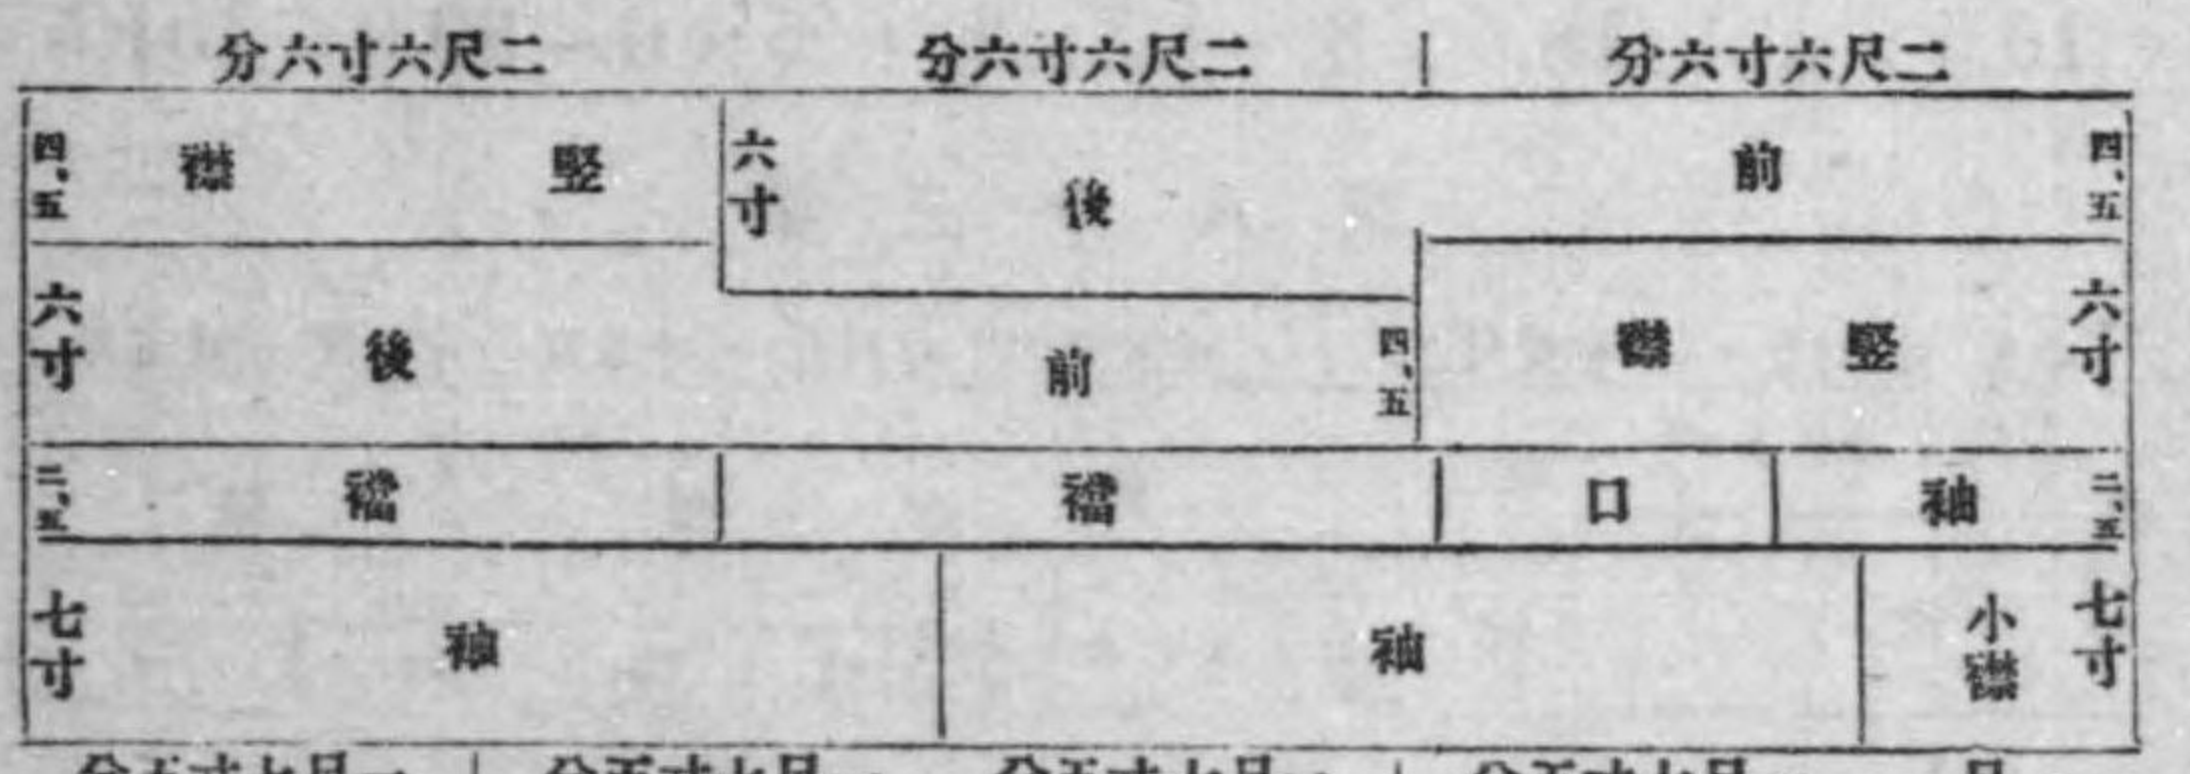 二尺六寸六分 二尺六寸六分 二尺六寸六分
四、五 前 後 六寸 竪襟 四、五
六寸 竪襟 四、五 前 後 六寸
二、五 袖口 襠 襠 二、五
七寸 小襟 袖 袖 七寸